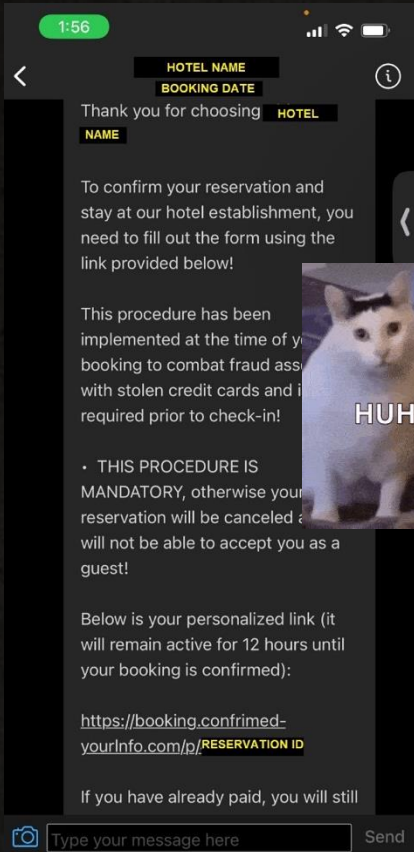 1:56
HOTEL NAME
BOOKING DATE
Thank you for choosing HOTEL
NAME
To confirm your reservation and
stay at our hotel establishment, you
need to fill out the form using the
link provided below!
This procedure has been
implemented at the time of
booking to combat fraud
with stolen credit cards and
required prior to check-in!
HUH
• THIS PROCEDURE IS
MANDATORY, otherwise your
reservation will be canceled
will not be able to accept you as a
guest!
Below is your personalized link (it
will remain active for 12 hours until
your booking is confirmed):
https://booking.confrimed-
yourInfo.com/p/RESERVATION ID
If you have already paid, you will still
Type your message here
Send